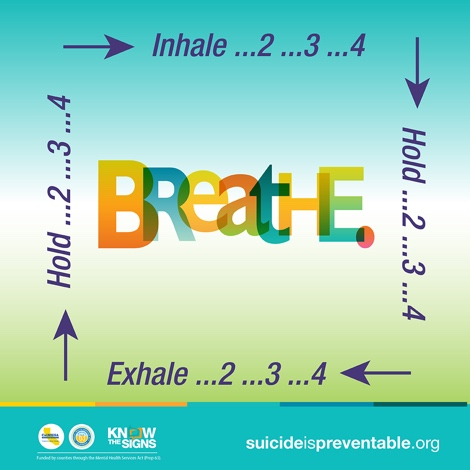 Inhale ...2 ...3 ...4
Hold ...2 ...3 ...4
BReatHE.
Hold ...2 ...3 ...4
Exhale ...2 ...3 ...4
KNOW
THE SIGNS
suicideispreventable.org
Funded by counties through the Mental Health Services Act (Prop 63).